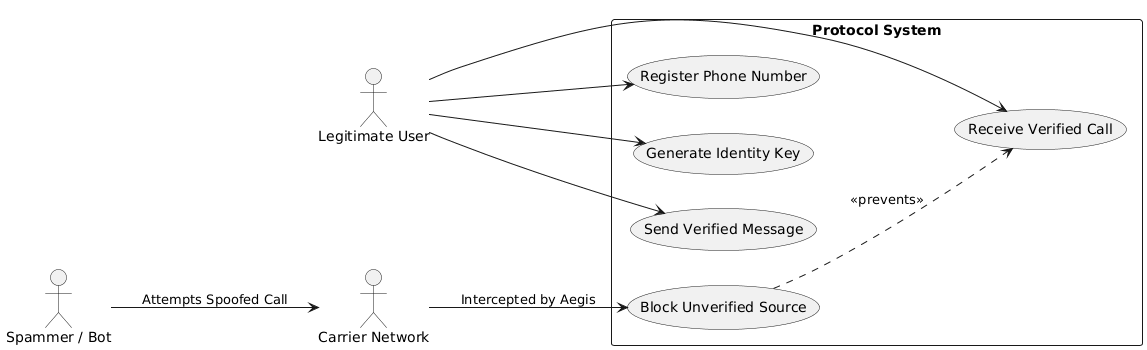 Protocol System
Register Phone Number
Receive Verified Call
Legitimate User
Generate Identity Key
«prevents»
Send Verified Message
Attempts Spoofed Call
Intercepted by Aegis
Block Unverified Source
Spammer / Bot
Carrier Network